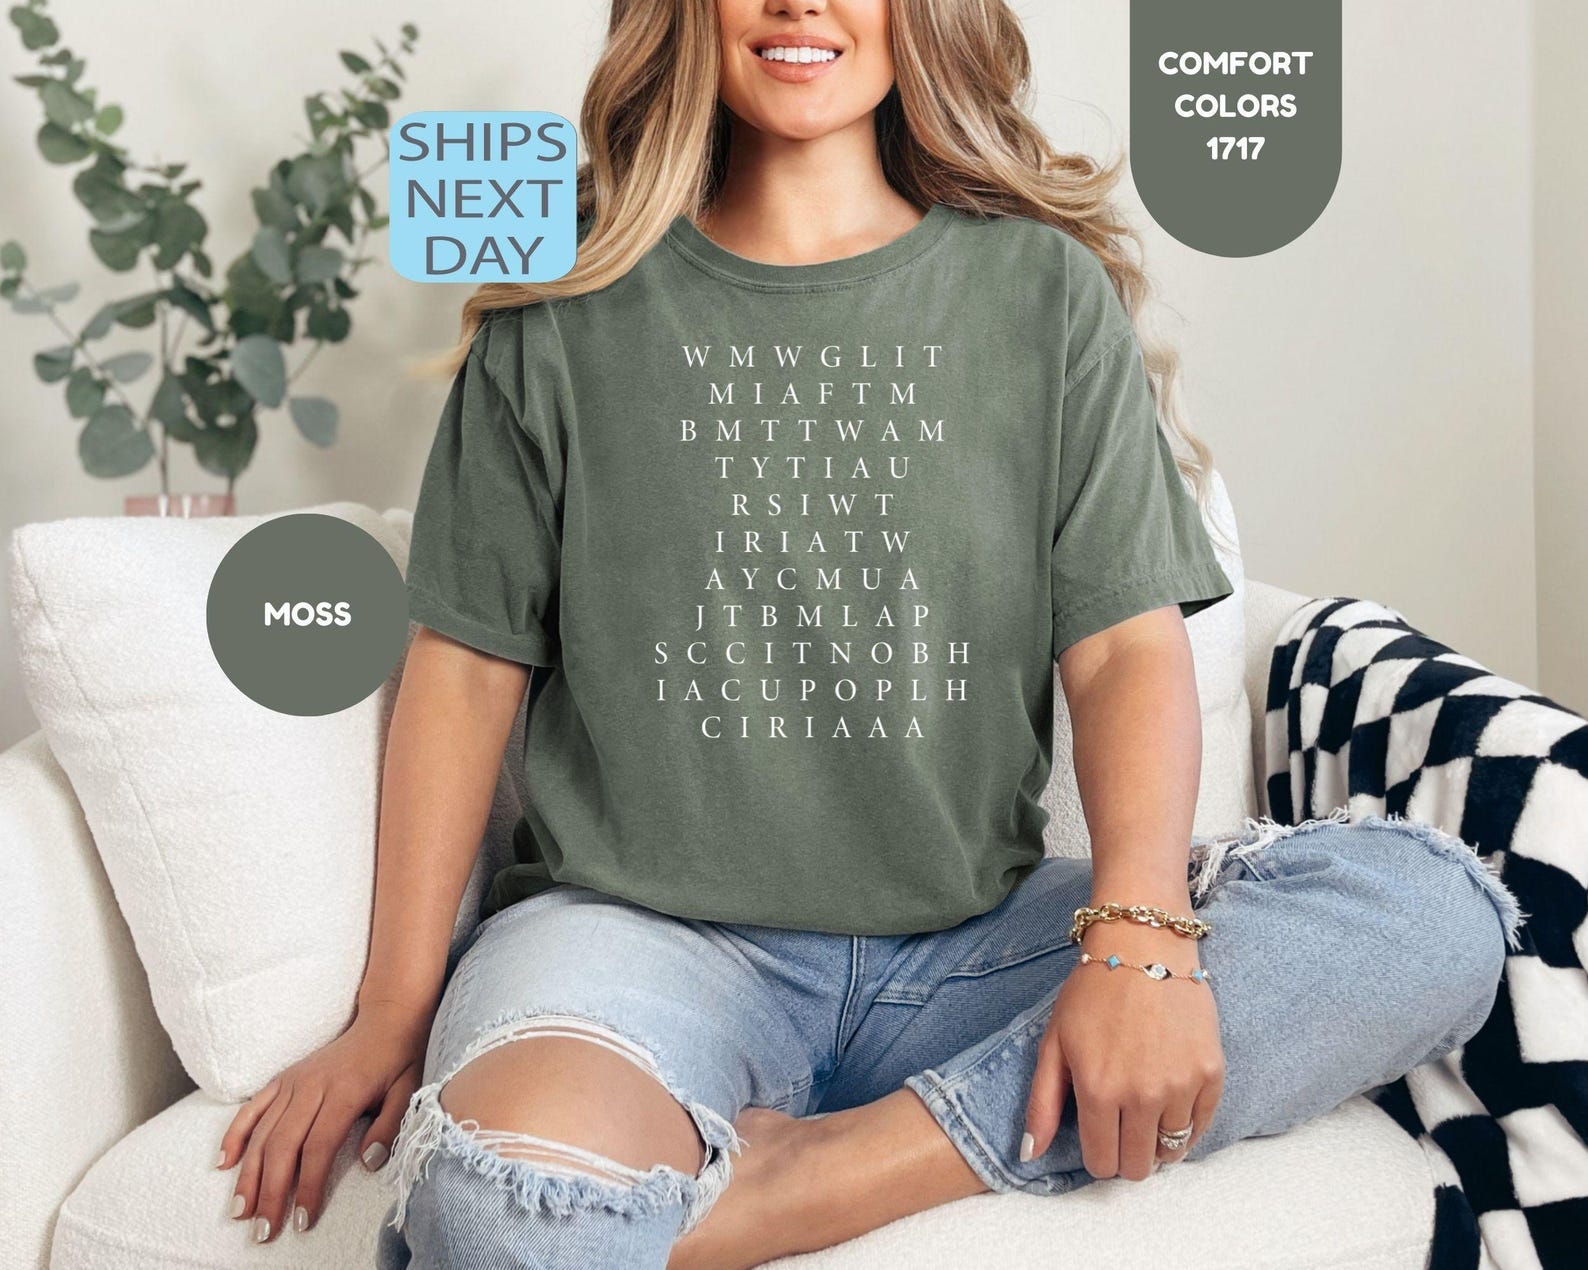 COMFORT
COLORS
1717
SHIPS
NEXT
DAY
W M W G L I T
M I A F T M
B M T T W A M
T Y T I A U
R S I W T
I R I A T W
A Y C M U A
J T B M L A P
S C C I T N O B H
I A C U P O P L H
C I R I A A A
MOSS